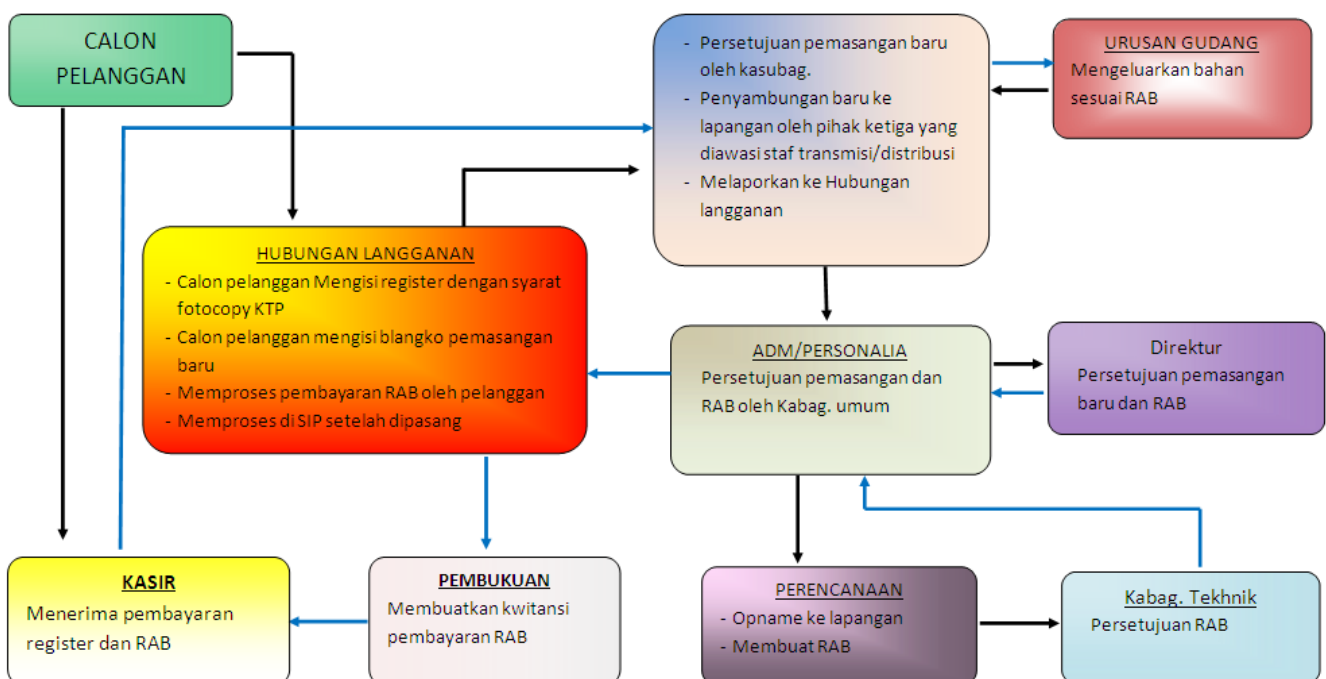 CALON
PELANGGAN
- Persetujuan pemasangan baru
oleh kasubag.
- Penyambungan baru ke
lapangan oleh pihak ketiga yang
diawasi staf transmisi/distribusi
- Melaporkan ke Hubungan
langganan
URUSAN GUDANG
Mengeluarkan bahan
sesuai RAB
HUBUNGAN LANGGANAN
- Calon pelanggan Mengisi register dengan syarat
fotocopy KTP
- Calon pelanggan mengisi blangko pemasangan
baru
- Memproses pembayaran RAB oleh pelanggan
- Memproses di SIP setelah dipasang
ADM/PERSONALIA
Persetujuan pemasangan dan
RAB oleh Kabag. umum
Direktur
Persetujuan pemasangan
baru dan RAB
KASIR
Menerima pembayaran
register dan RAB
PEMBUKUAN
Membuatkan kwitansi
pembayaran RAB
PERENCANAAN
- Opname ke lapangan
- Membuat RAB
Kabag. Tekhnik
Persetujuan RAB